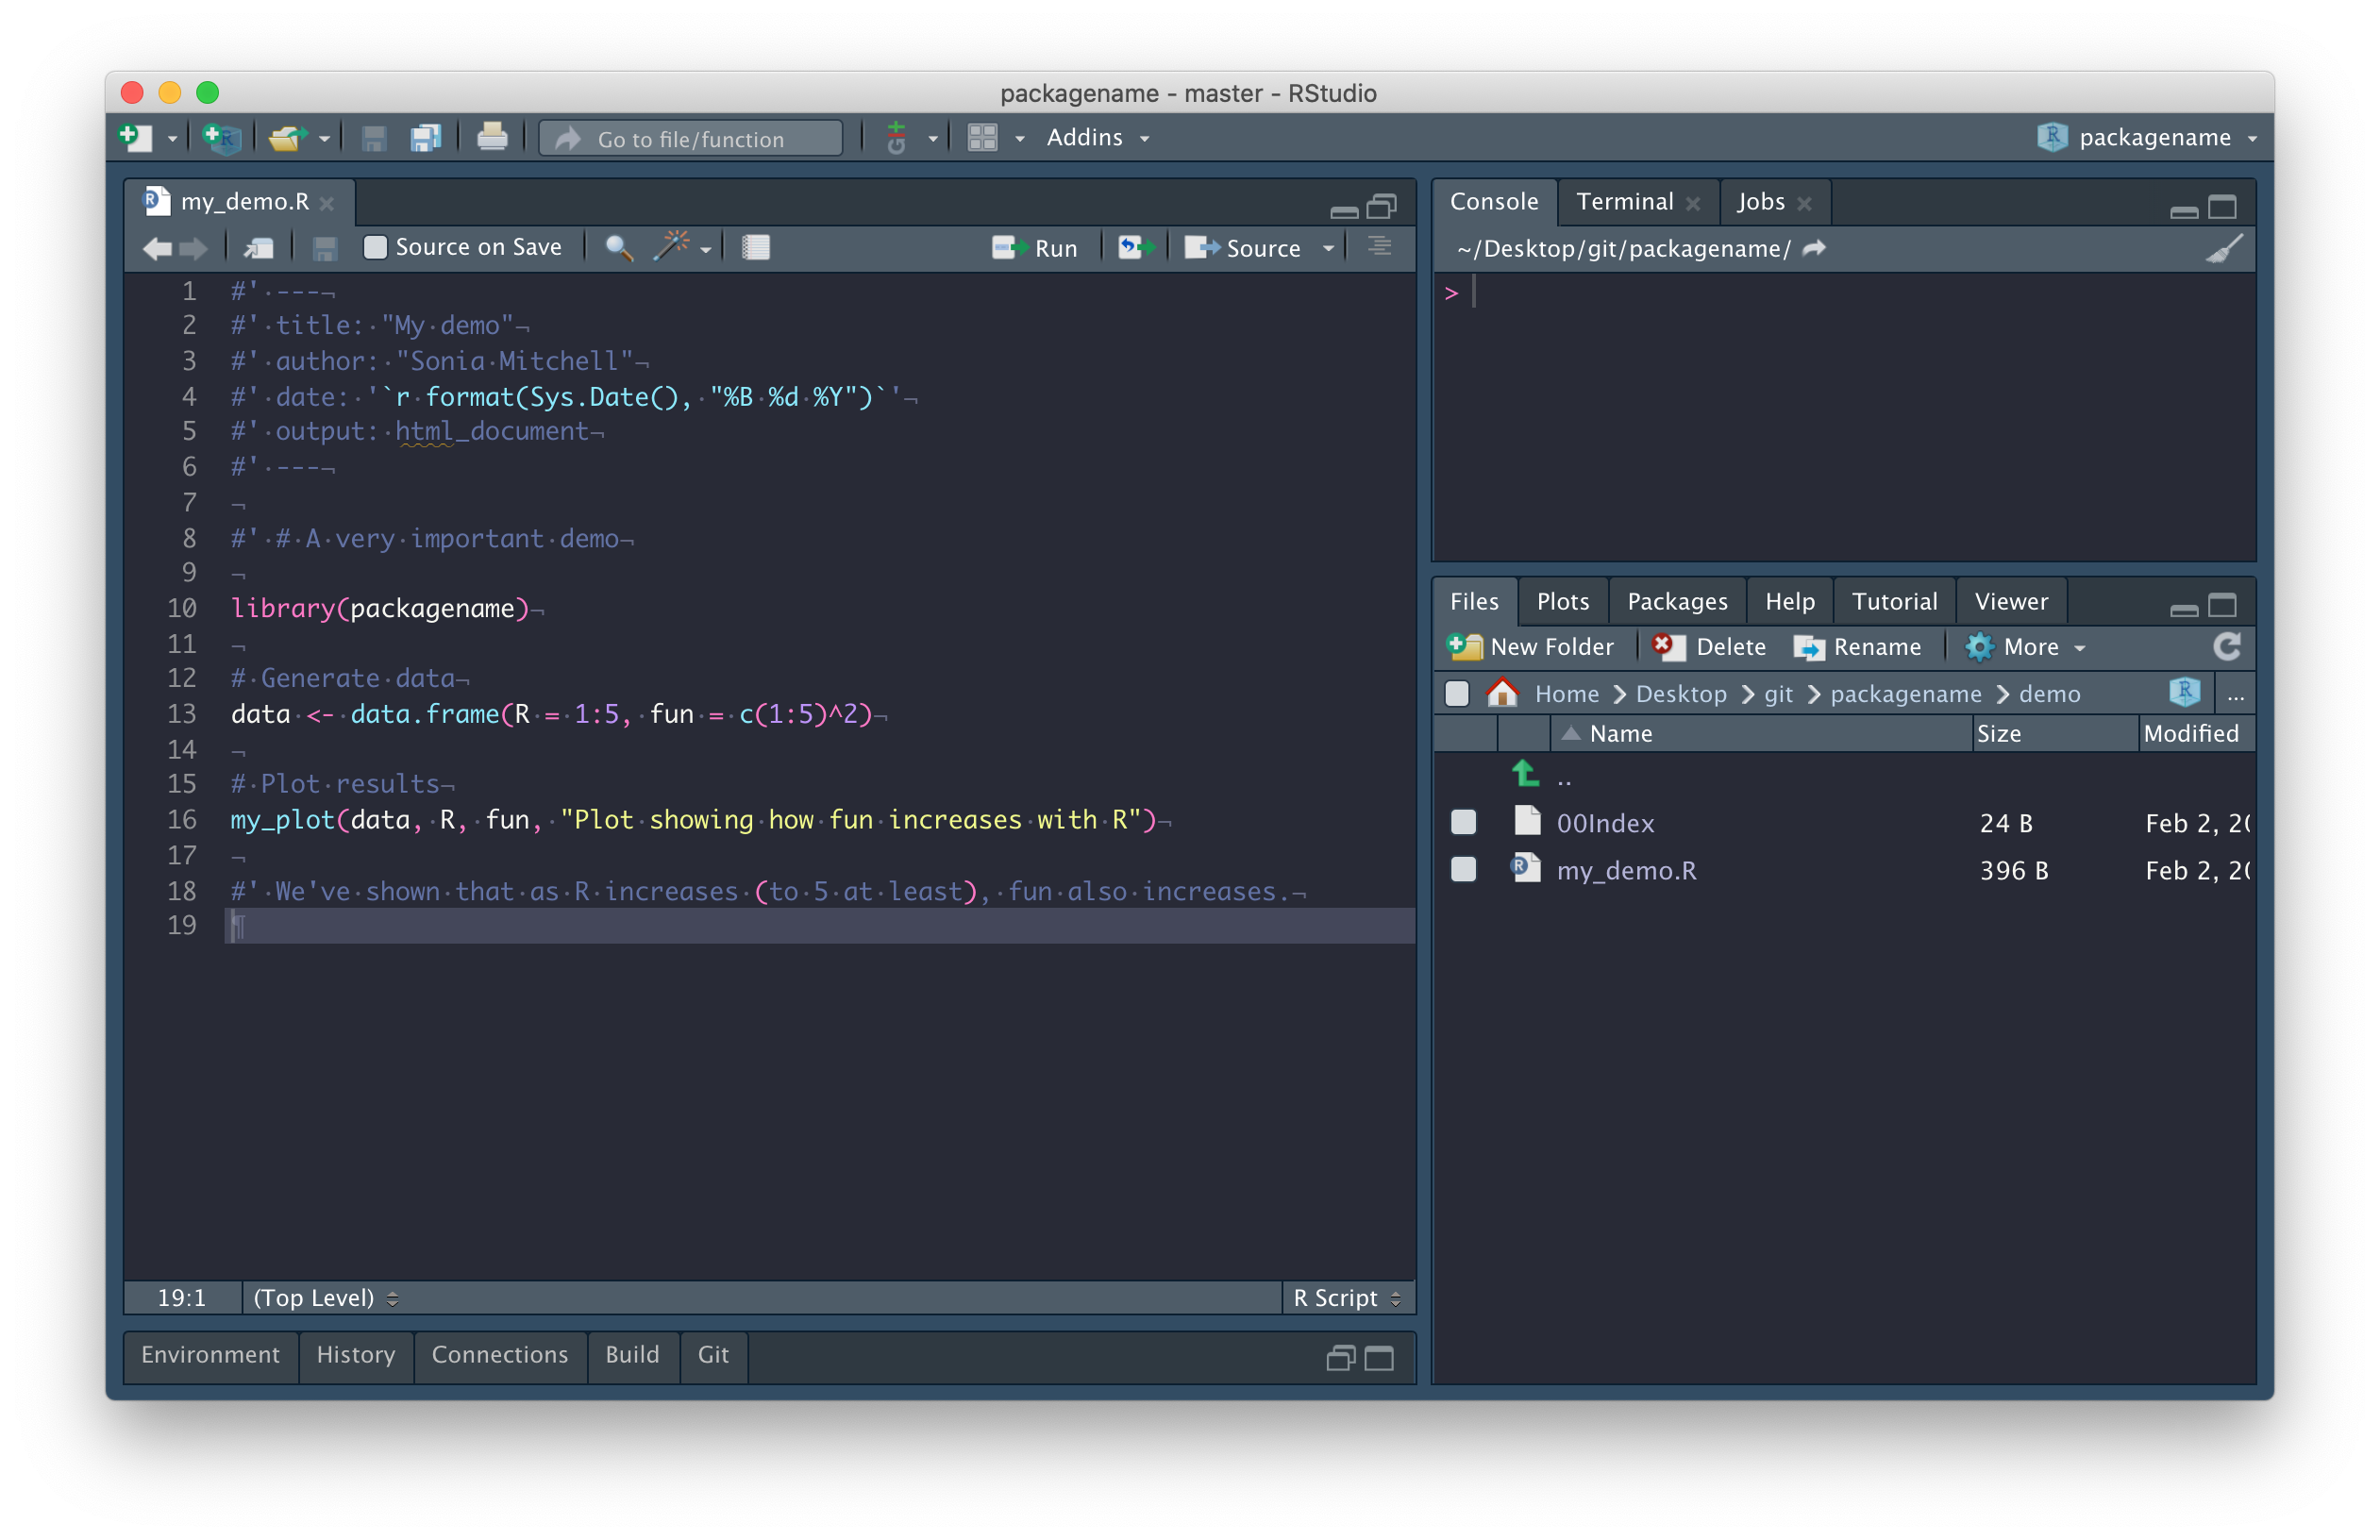 packagename - master - RStudio
Go to file/function
Addins
packagename
my_demo.R
Source on Save
Run
Source
1 #' ---
2 #' title: "My demo"
3 #' author: "Sonia Mitchell"
4 #' date: '`r format(Sys.Date(), "%B %d %Y")`'
5 #' output: html_document
6 #' ---
7
8 #' # A very important demo
9
10 library(packagename)
11
12 # Generate data
13 data <- data.frame(R = 1:5, fun = c(1:5)^2)
14
15 # Plot results
16 my_plot(data, R, fun, "Plot showing how fun increases with R")
17
18 #' We've shown that as R increases (to 5 at least), fun also increases.
19
19:1 (Top Level) R Script
Environment History Connections Build Git
Console Terminal Jobs
~/Desktop/git/packagename/
>
Files Plots Packages Help Tutorial Viewer
New Folder Delete Rename More
Home Desktop git packagename demo ...
Name Size Modified
..
00Index 24 B Feb 2, 20
my_demo.R 396 B Feb 2, 20